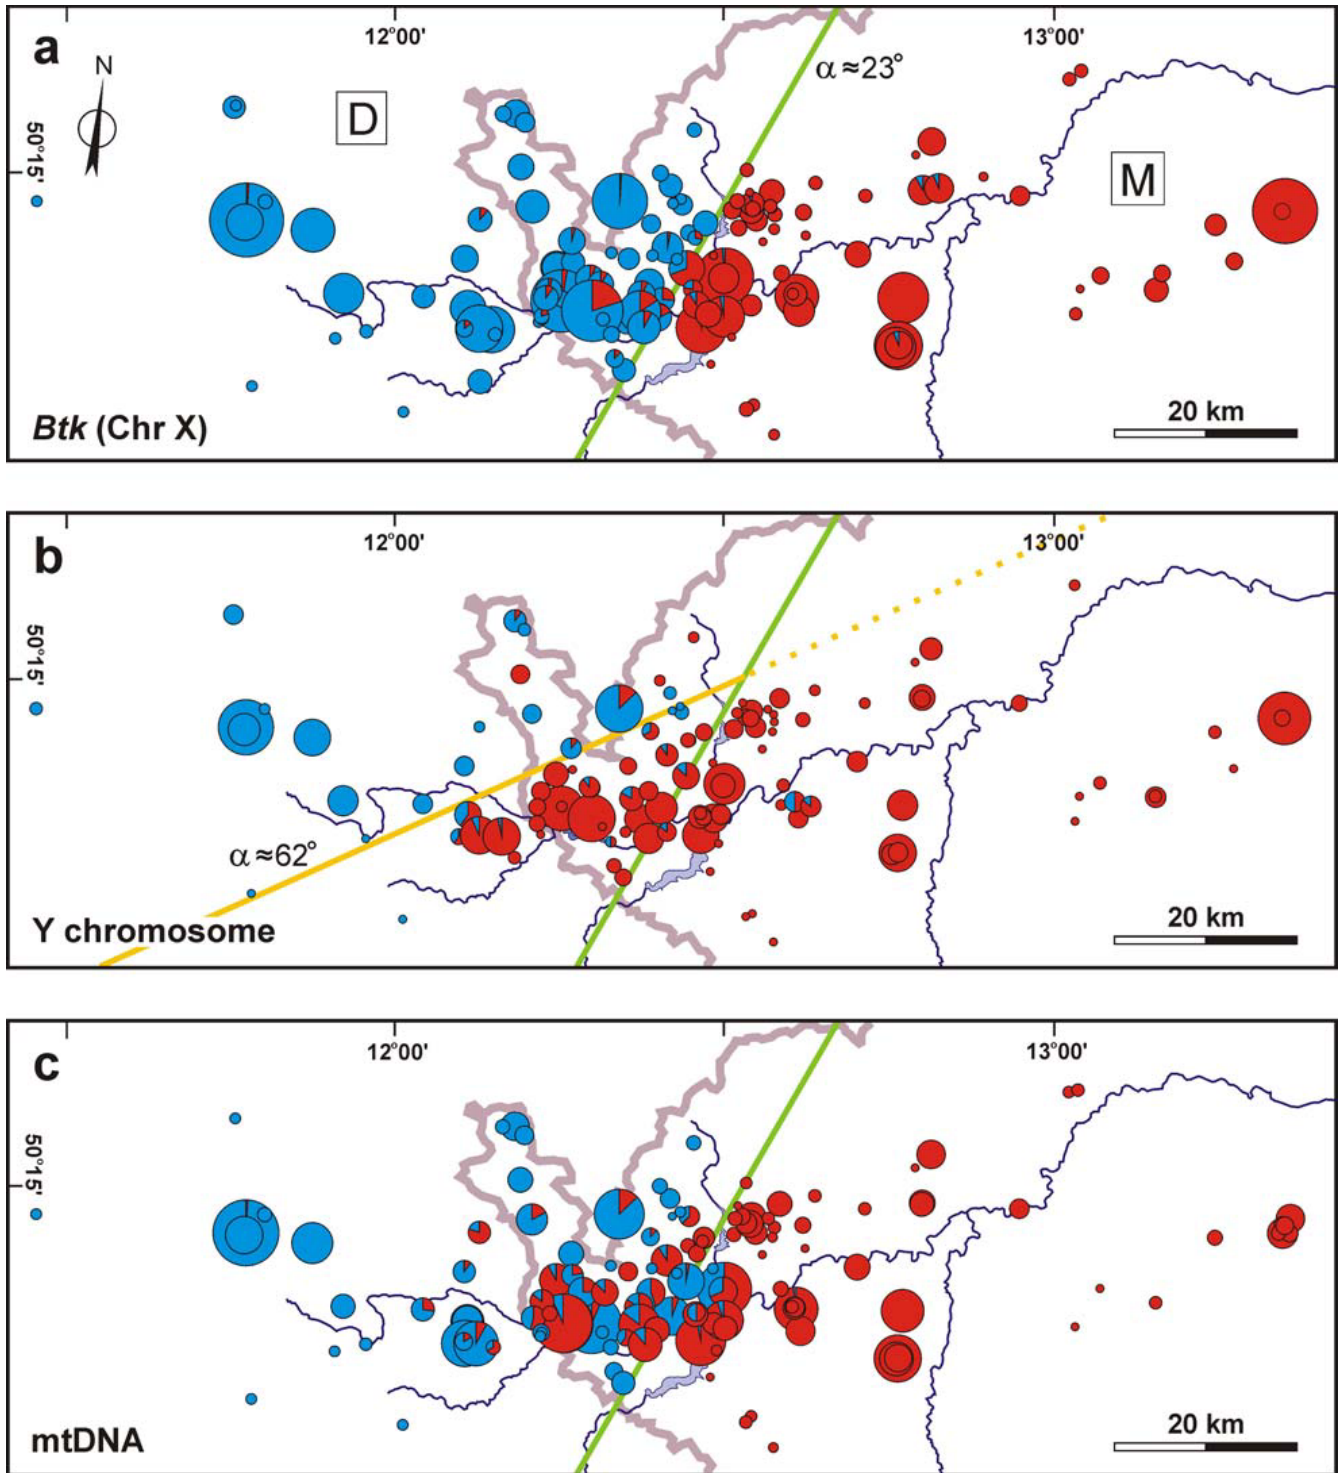 a
12°00'
13°00'
α≈23°
N
D
50°15'
M
20 km
Btk (Chr X)
b
12°00'
13°00'
50°15'
α≈62°
20 km
Y chromosome
c
12°00'
13°00'
50°15'
20 km
mtDNA